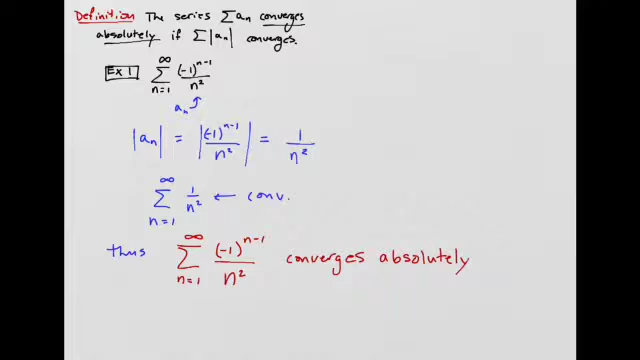 Definition The series Σ aₙ converges
absolutely if Σ |aₙ| converges.
Ex 1 ∞ Σ n=1 (-1)ⁿ⁻¹ / n²
aₙ ↗
|aₙ| = |(-1)ⁿ⁻¹ / n²| = 1 / n²
∞ Σ n=1 1/n² ← conv.
thus ∞ Σ n=1 (-1)ⁿ⁻¹ / n² converges absolutely